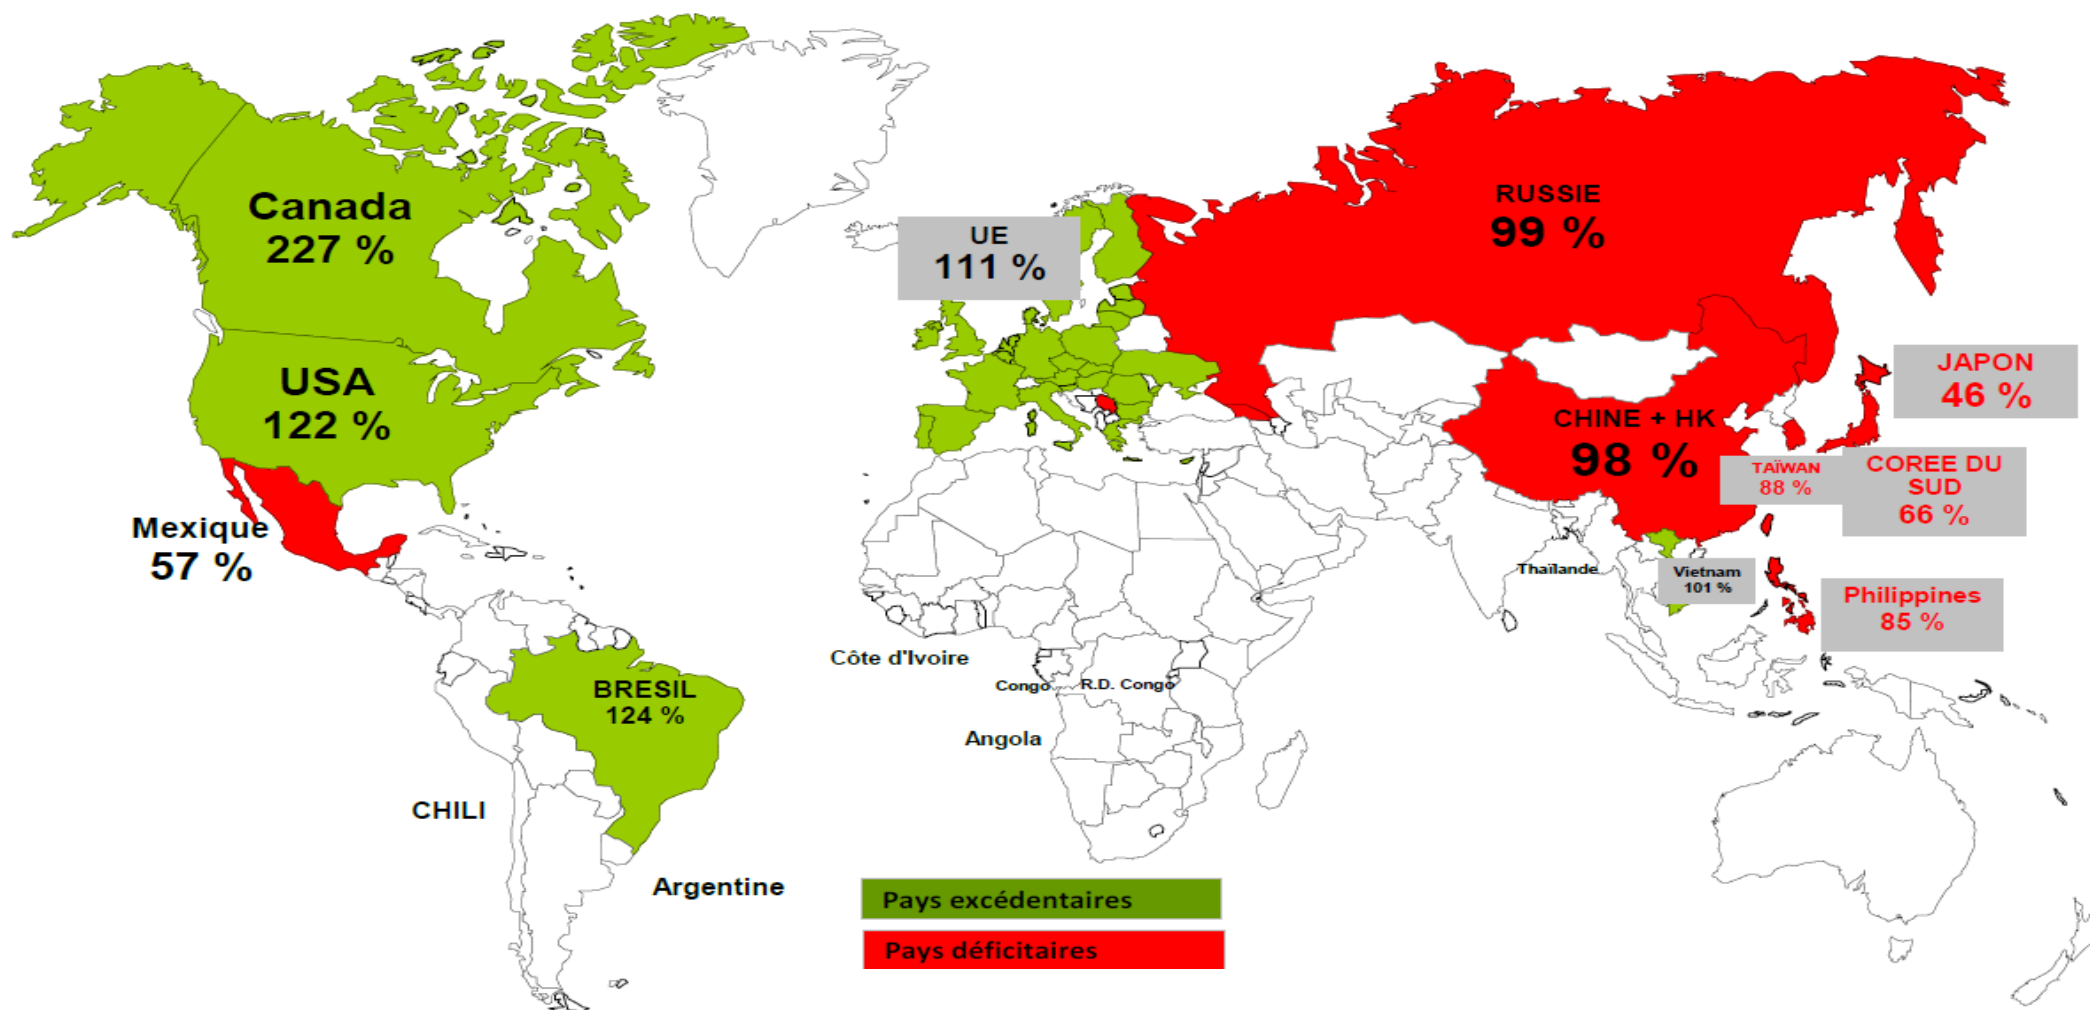 Canada
227 %
USA
122 %
Mexique
57 %
BRESIL
124 %
CHILI
Argentine
UE
111 %
Côte d'Ivoire
Congo
R.D. Congo
Angola
RUSSIE
99 %
CHINE + HK
98 %
JAPON
46 %
TAÏWAN
88 %
COREE DU
SUD
66 %
Thaïlande
Vietnam
101 %
Philippines
85 %
Pays excédentaires
Pays déficitaires